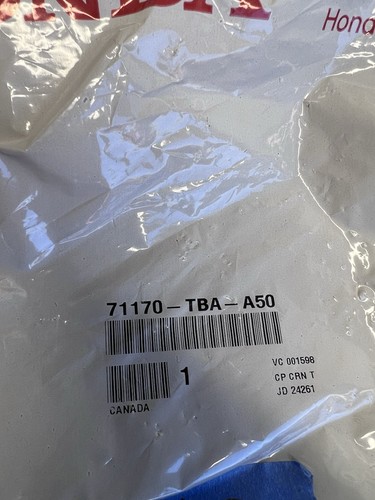 Hond
71170-TBA-A50
1
VC 001598
CP CRN T
JD 24261
CANADA